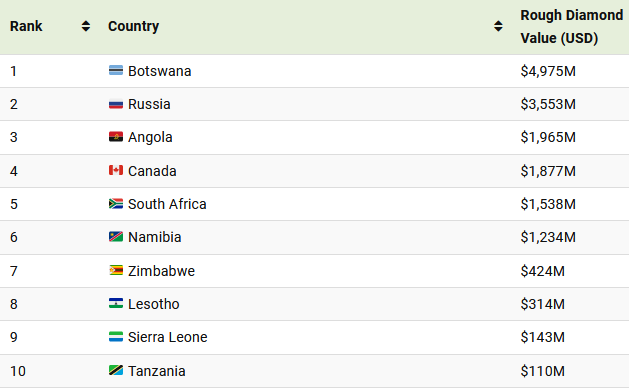 Rank Country Rough Diamond
Value (USD)
1 Botswana $4,975M
2 Russia $3,553M
3 Angola $1,965M
4 Canada $1,877M
5 South Africa $1,538M
6 Namibia $1,234M
7 Zimbabwe $424M
8 Lesotho $314M
9 Sierra Leone $143M
10 Tanzania $110M